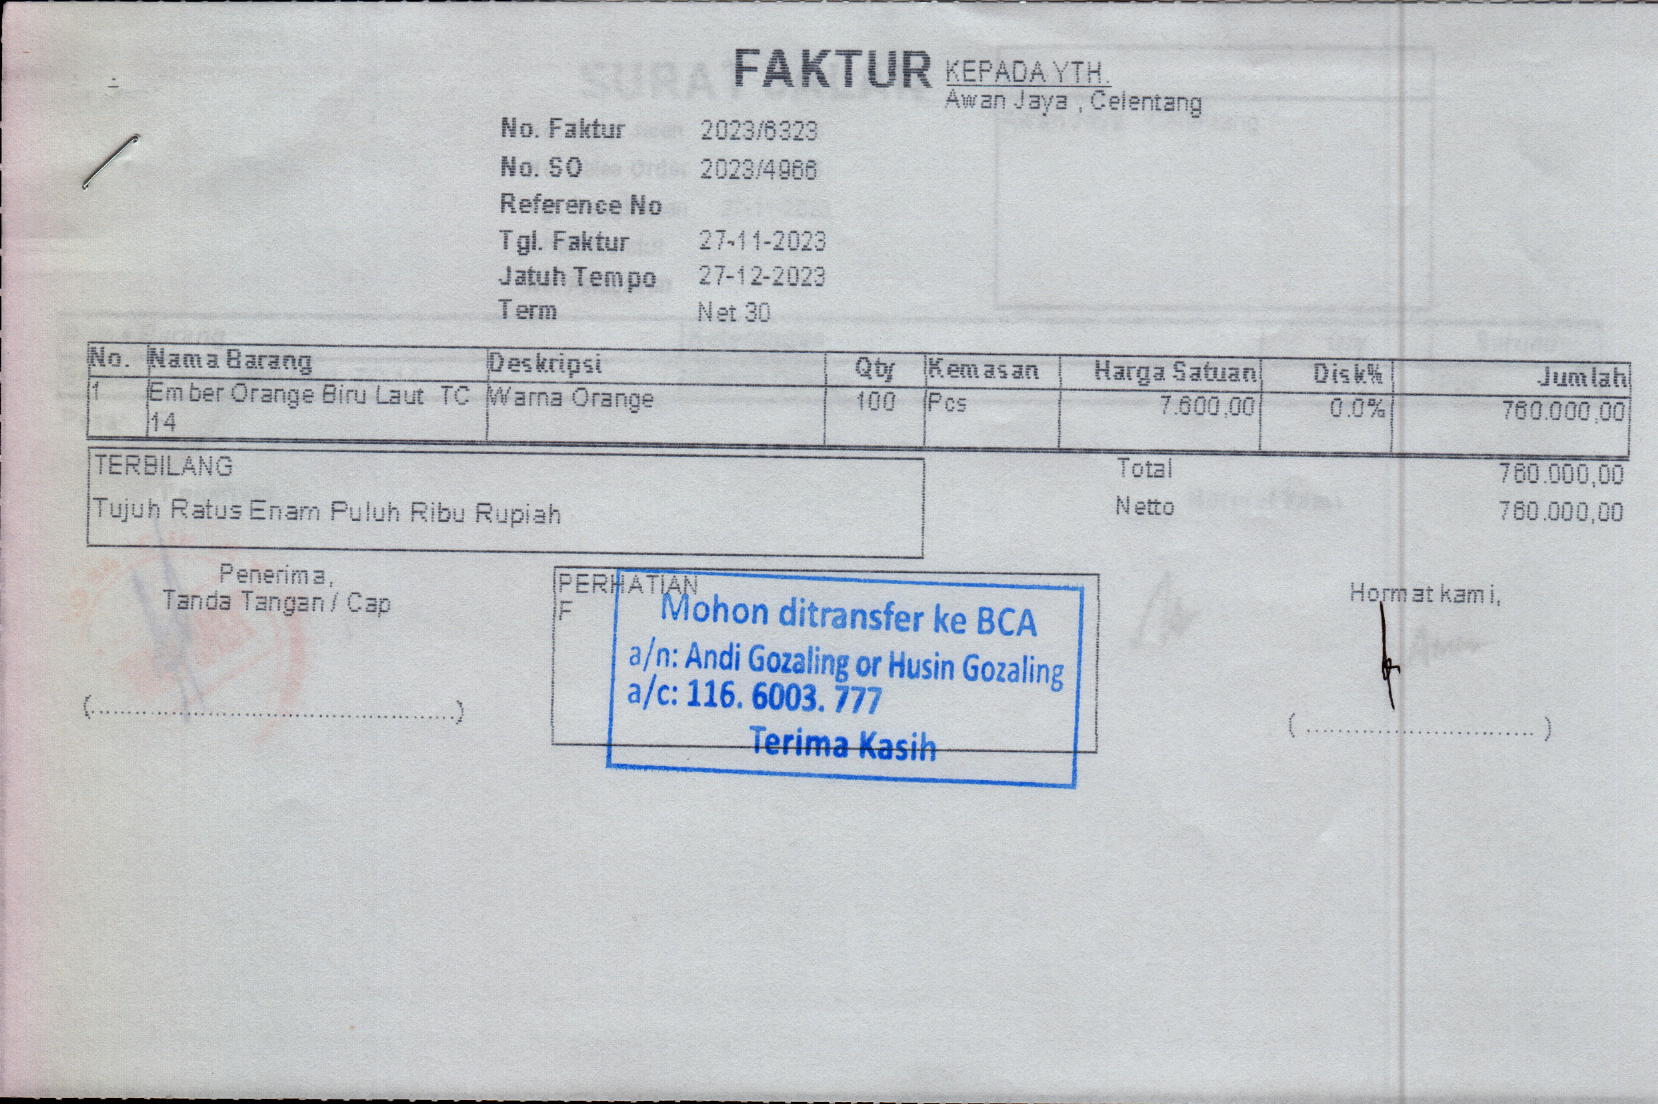 FAKTUR
KEPADA YTH.
Awan Jaya , Celentang
No. Faktur 2023/6323
No. SO 2023/4966
Reference No
Tgl. Faktur 27-11-2023
Jatuh Tempo 27-12-2023
Term Net 30
No. Nama Barang Deskripsi Qty Kemasan Harga Satuan Disk% Jumlah
1 Ember Orange Biru Laut TC Warna Orange 100 Pcs 7.600,00 0.0% 760.000,00
14
TERBILANG
Tujuh Ratus Enam Puluh Ribu Rupiah
Total 760.000,00
Netto 760.000,00
Penerima,
Tanda Tangan / Cap
(..............................................)
PERHATIAN
F
Mohon ditransfer ke BCA
a/n: Andi Gozaling or Husin Gozaling
a/c: 116. 6003. 777
Terima Kasih
Hormat kami,
( ............................ )